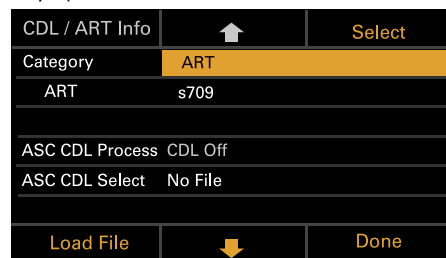 CDL / ART Info Select
Category ART
ART s709
ASC CDL Process CDL Off
ASC CDL Select No File
Load File Done